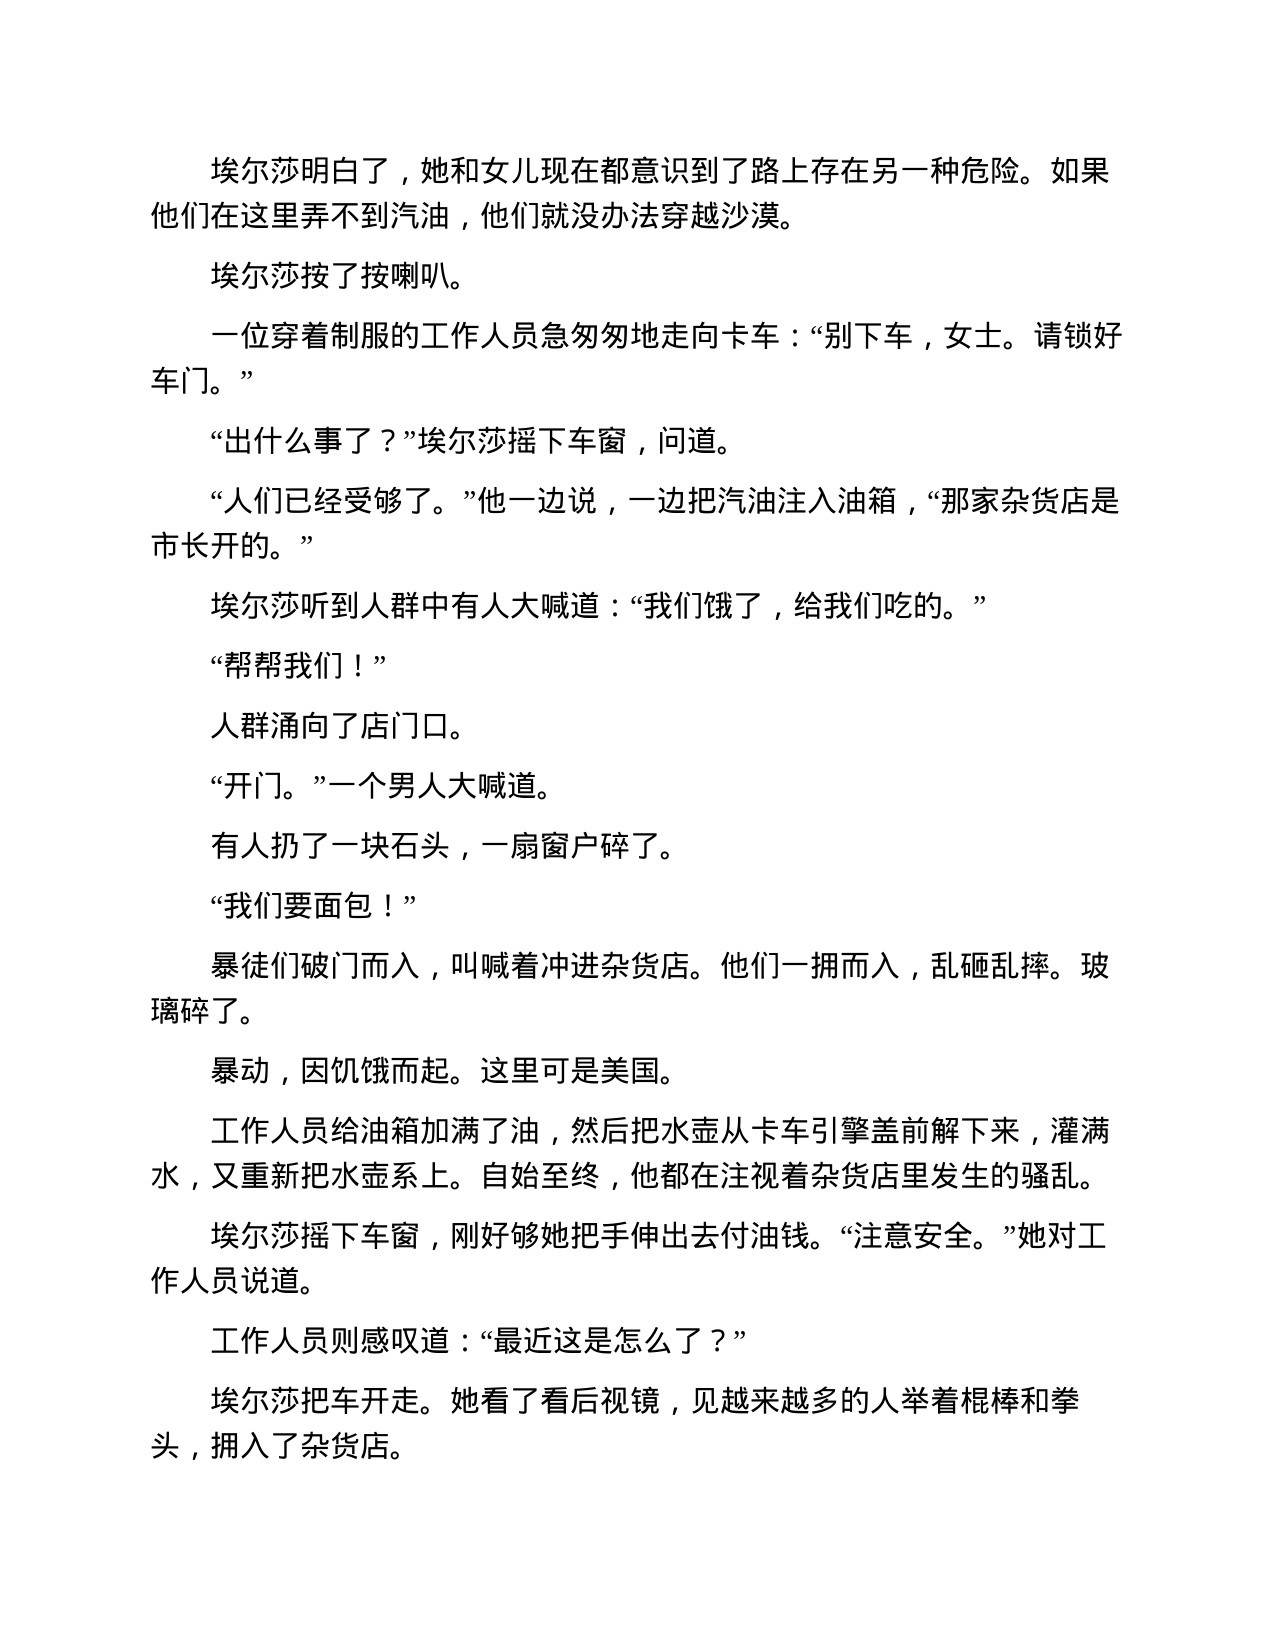 埃尔莎明白了，她和女儿现在都意识到了路上存在另一种危险。如果
他们在这里弄不到汽油，他们就没办法穿越沙漠。
埃尔莎按了按喇叭。
一位穿着制服的工作人员急匆匆地走向卡车：“别下车，女士。请锁好
车门。”
“出什么事了？”埃尔莎摇下车窗，问道。
“人们已经受够了。”他一边说，一边把汽油注入油箱，“那家杂货店是
市长开的。”
埃尔莎听到人群中有人大喊道：“我们饿了，给我们吃的。”
“帮帮我们！”
人群涌向了店门口。
“开门。”一个男人大喊道。
有人扔了一块石头，一扇窗户碎了。
“我们要面包！”
暴徒们破门而入，叫喊着冲进杂货店。他们一拥而入，乱砸乱摔。玻
璃碎了。
暴动，因饥饿而起。这里可是美国。
工作人员给油箱加满了油，然后把水壶从卡车引擎盖前解下来，灌满
水，又重新把水壶系上。自始至终，他都在注视着杂货店里发生的骚乱。
埃尔莎摇下车窗，刚好够她把手伸出去付油钱。“注意安全。”她对工
作人员说道。
工作人员则感叹道：“最近这是怎么了？”
埃尔莎把车开走。她看了看后视镜，见越来越多的人举着棍棒和拳
头，拥入了杂货店。